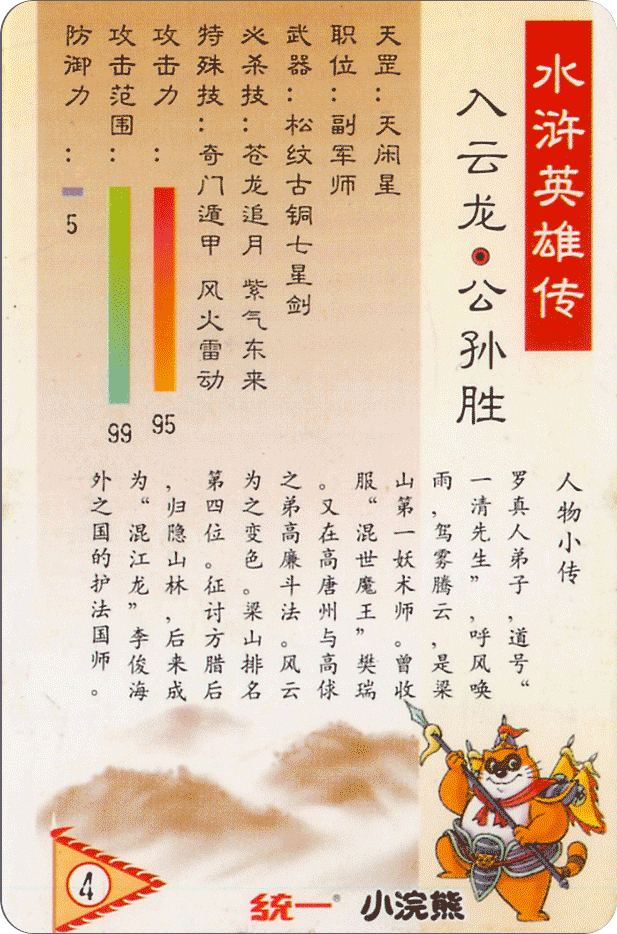 水浒英雄传
入云龙·公孙胜
天罡：天闲星
职位：副军师
武器：松纹古铜七星剑
必杀技：苍龙追月 紫气东来
特殊技：奇门遁甲 风火雷动
攻击力：
95
攻击范围：
99
防御力：
5
人物小传
罗真人弟子，道号“
一清先生”，呼风唤
雨，驾雾腾云，是梁
山第一妖术师。曾收
服“混世魔王”樊瑞
。又在高唐州与高俅
之弟高廉斗法。风云
为之变色。梁山排名
第四位。征讨方腊后
，归隐山林，后来成
为“混江龙”李俊海
外之国的护法国师。
4
统一®
小浣熊